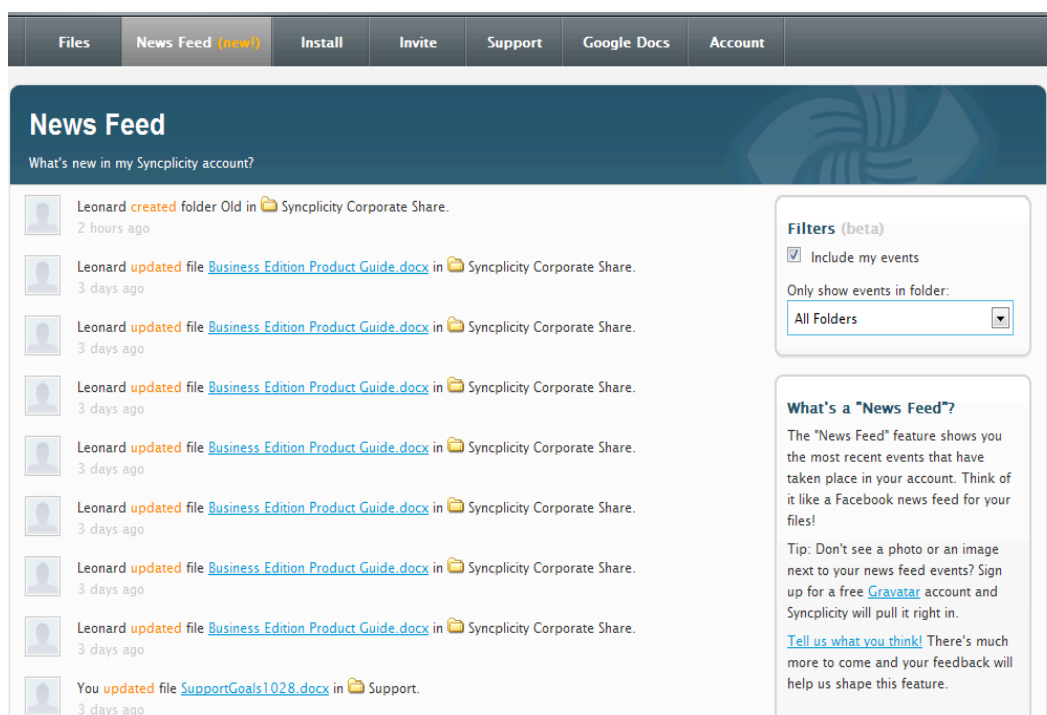 Files News Feed (new!) Install Invite Support Google Docs Account
News Feed
What's new in my Syncplicity account?
Leonard created folder Old in Syncplicity Corporate Share.
2 hours ago
Leonard updated file Business Edition Product Guide.docx in Syncplicity Corporate Share.
3 days ago
Leonard updated file Business Edition Product Guide.docx in Syncplicity Corporate Share.
3 days ago
Leonard updated file Business Edition Product Guide.docx in Syncplicity Corporate Share.
3 days ago
Leonard updated file Business Edition Product Guide.docx in Syncplicity Corporate Share.
3 days ago
Leonard updated file Business Edition Product Guide.docx in Syncplicity Corporate Share.
3 days ago
Leonard updated file Business Edition Product Guide.docx in Syncplicity Corporate Share.
3 days ago
Leonard updated file Business Edition Product Guide.docx in Syncplicity Corporate Share.
3 days ago
You updated file SupportGoals1028.docx in Support.
3 days ago
Filters (beta)
Include my events
Only show events in folder:
All Folders
What's a "News Feed"?
The "News Feed" feature shows you
the most recent events that have
taken place in your account. Think of
it like a Facebook news feed for your
files!
Tip: Don't see a photo or an image
next to your news feed events? Sign
up for a free Gravatar account and
Syncplicity will pull it right in.
Tell us what you think! There's much
more to come and your feedback will
help us shape this feature.